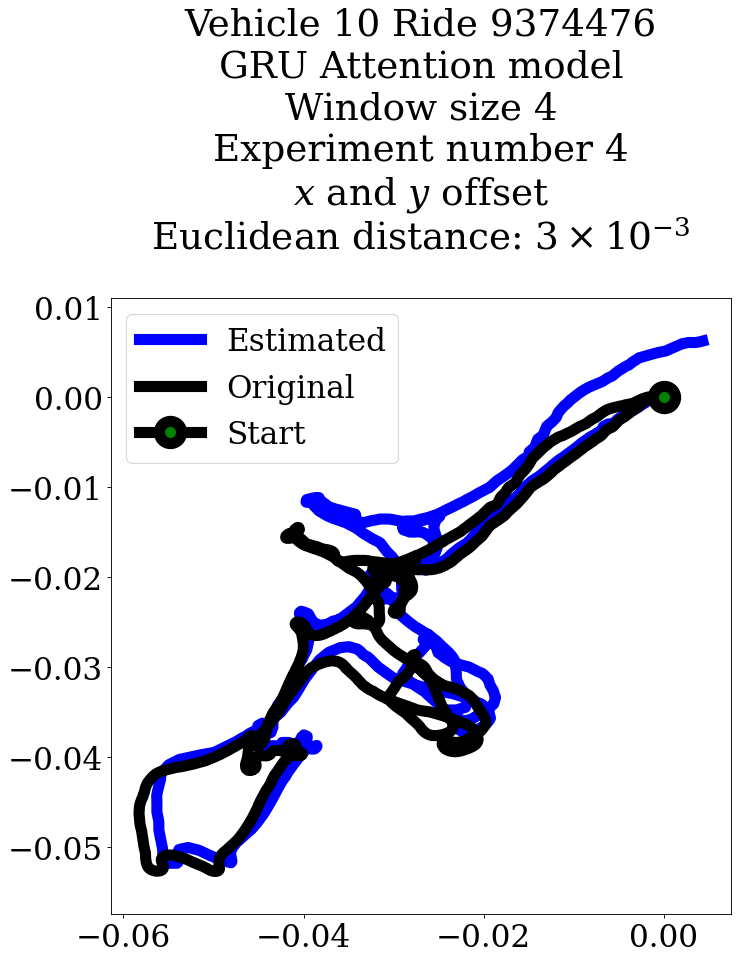 Vehicle 10 Ride 9374476
GRU Attention model
Window size 4
Experiment number 4
x and y offset
Euclidean distance: 3 × 10⁻³
Estimated
Original
Start
0.01
0.00
−0.01
−0.02
−0.03
−0.04
−0.05
−0.06 −0.04 −0.02 0.00